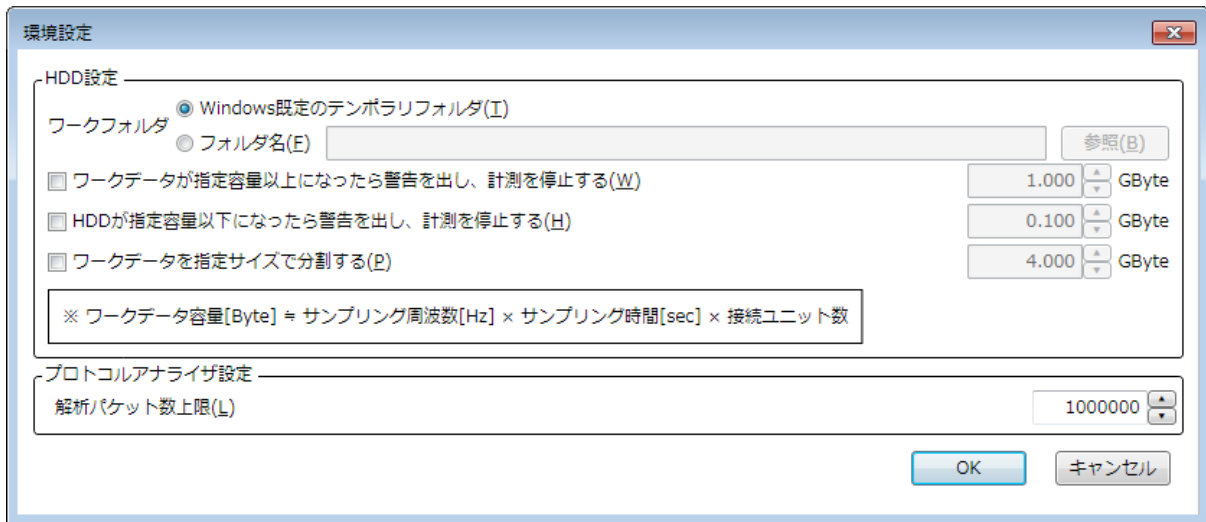 環境設定
HDD設定
ワークフォルダ
Windows既定のテンポラリフォルダ(T)
フォルダ名(F) 参照(B)
ワークデータが指定容量以上になったら警告を出し、計測を停止する(W) 1.000 GByte
HDDが指定容量以下になったら警告を出し、計測を停止する(H) 0.100 GByte
ワークデータを指定サイズで分割する(P) 4.000 GByte
※ ワークデータ容量[Byte] ≒ サンプリング周波数[Hz] × サンプリング時間[sec] × 接続ユニット数
プロトコルアナライザ設定
解析パケット数上限(L) 1000000
OK キャンセル